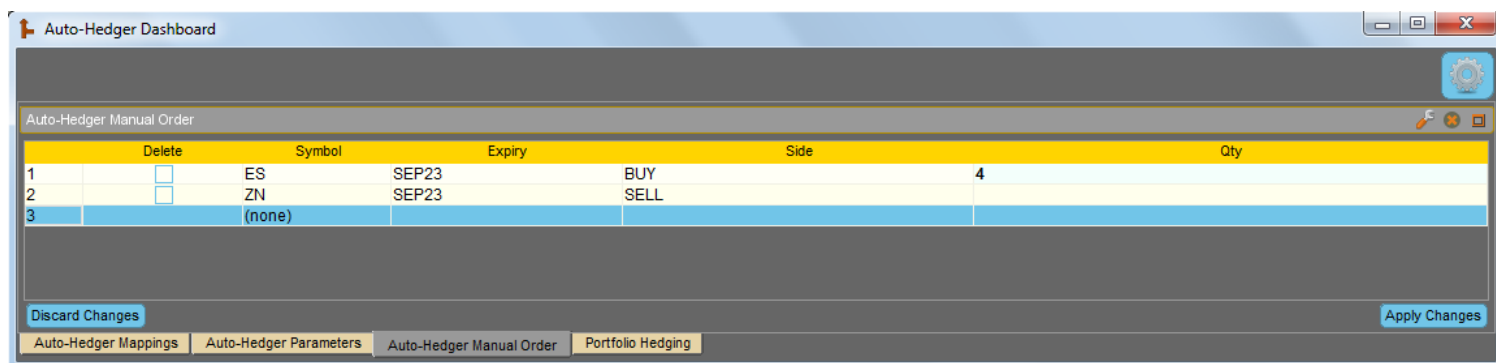 Auto-Hedger Dashboard
Auto-Hedger Manual Order
Delete Symbol Expiry Side Qty
1 ES SEP23 BUY 4
2 ZN SEP23 SELL
3 (none)
Discard Changes Apply Changes
Auto-Hedger Mappings Auto-Hedger Parameters Auto-Hedger Manual Order Portfolio Hedging